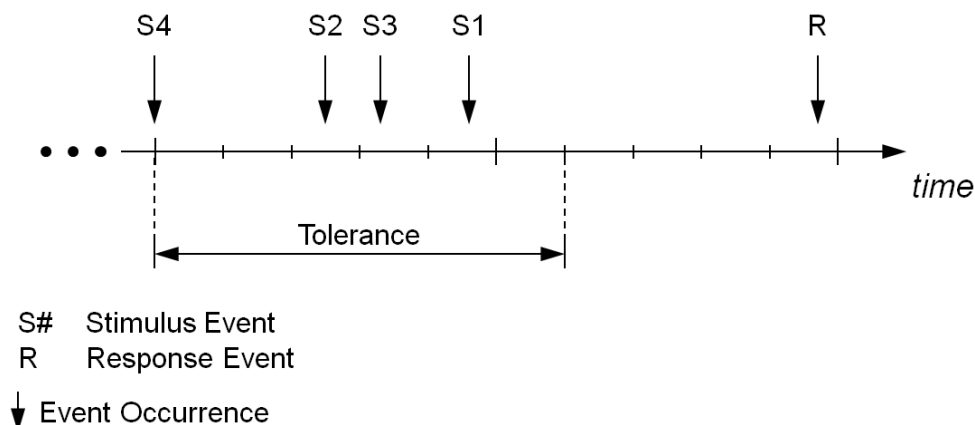 S4 S2 S3 S1 R
time
Tolerance
S# Stimulus Event
R Response Event
Event Occurrence